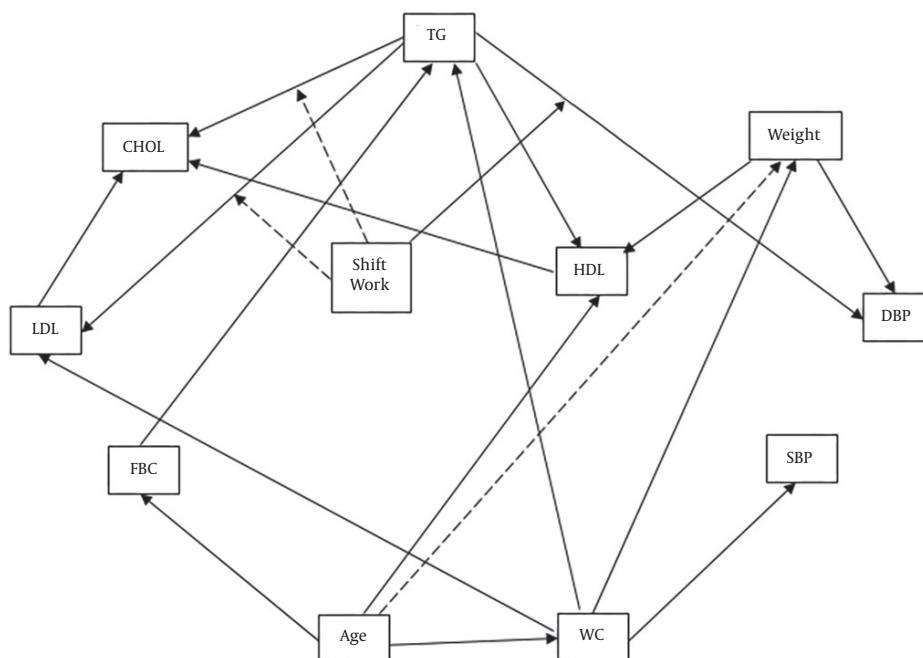 TG
CHOL
Weight
Shift
Work
HDL
LDL
DBP
FBC
SBP
Age
WC